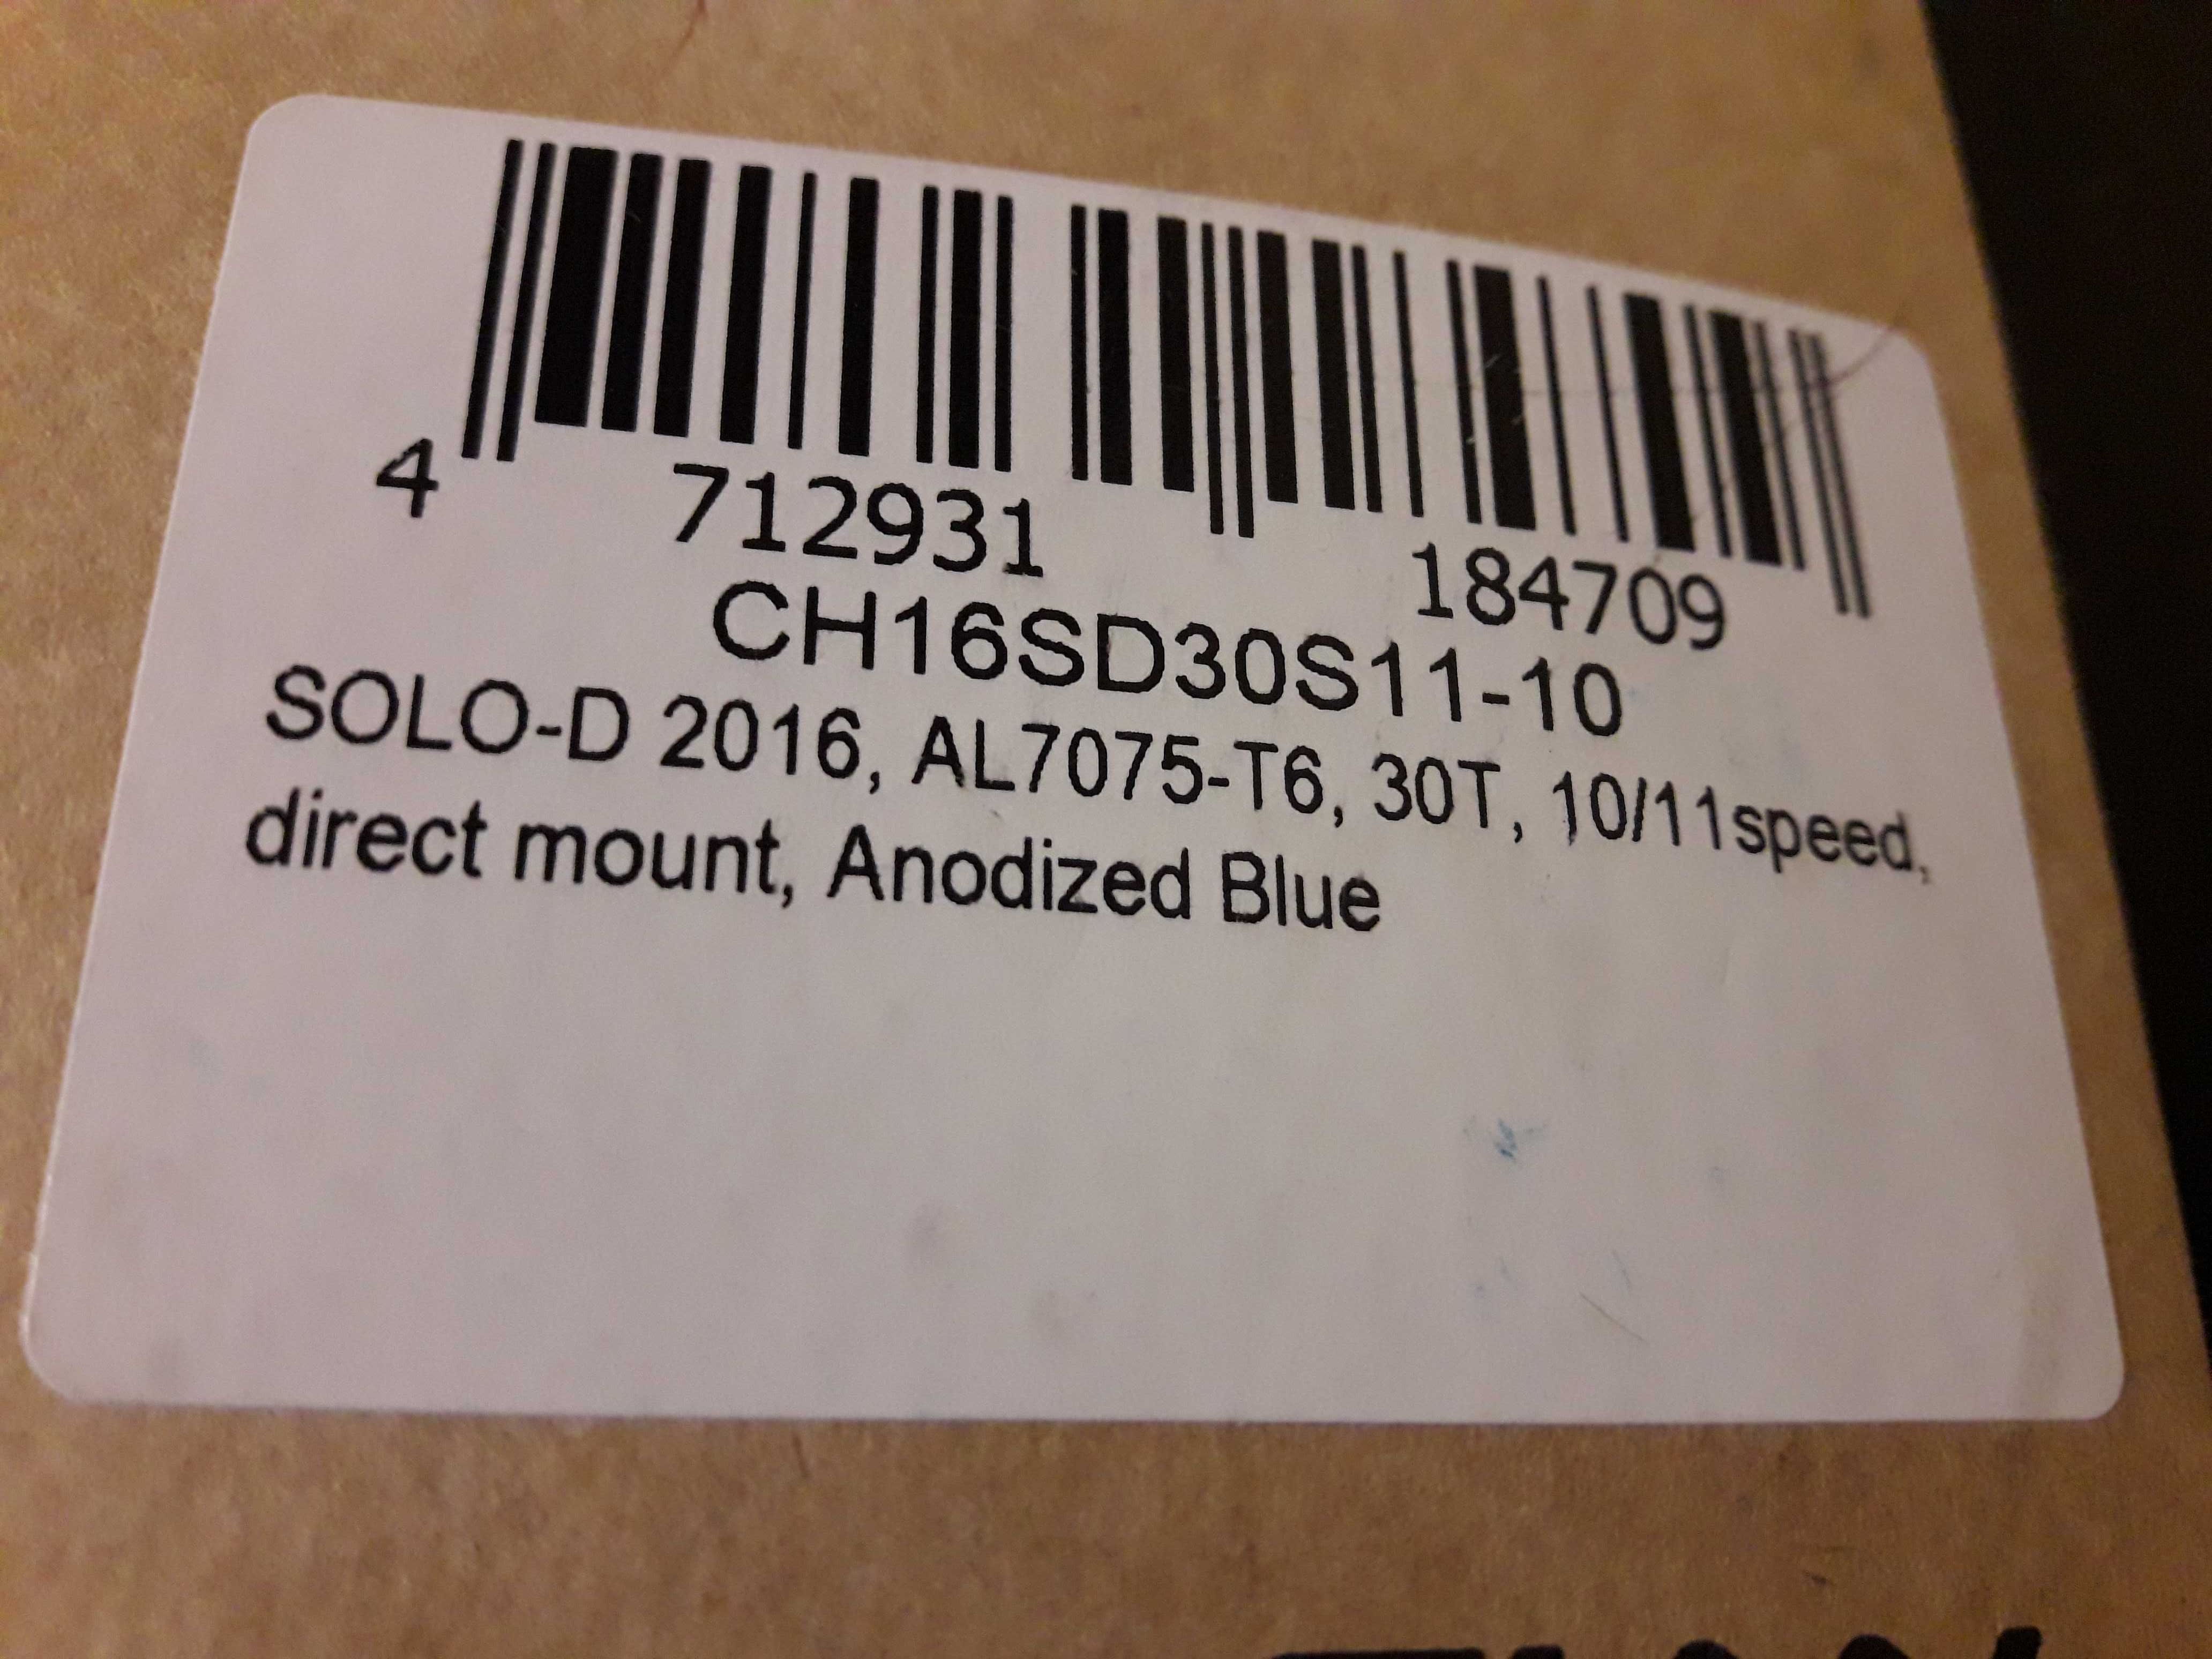 4 712931 184709
CH16SD30S11-10
SOLO-D 2016, AL7075-T6, 30T, 10/11speed,
direct mount, Anodized Blue